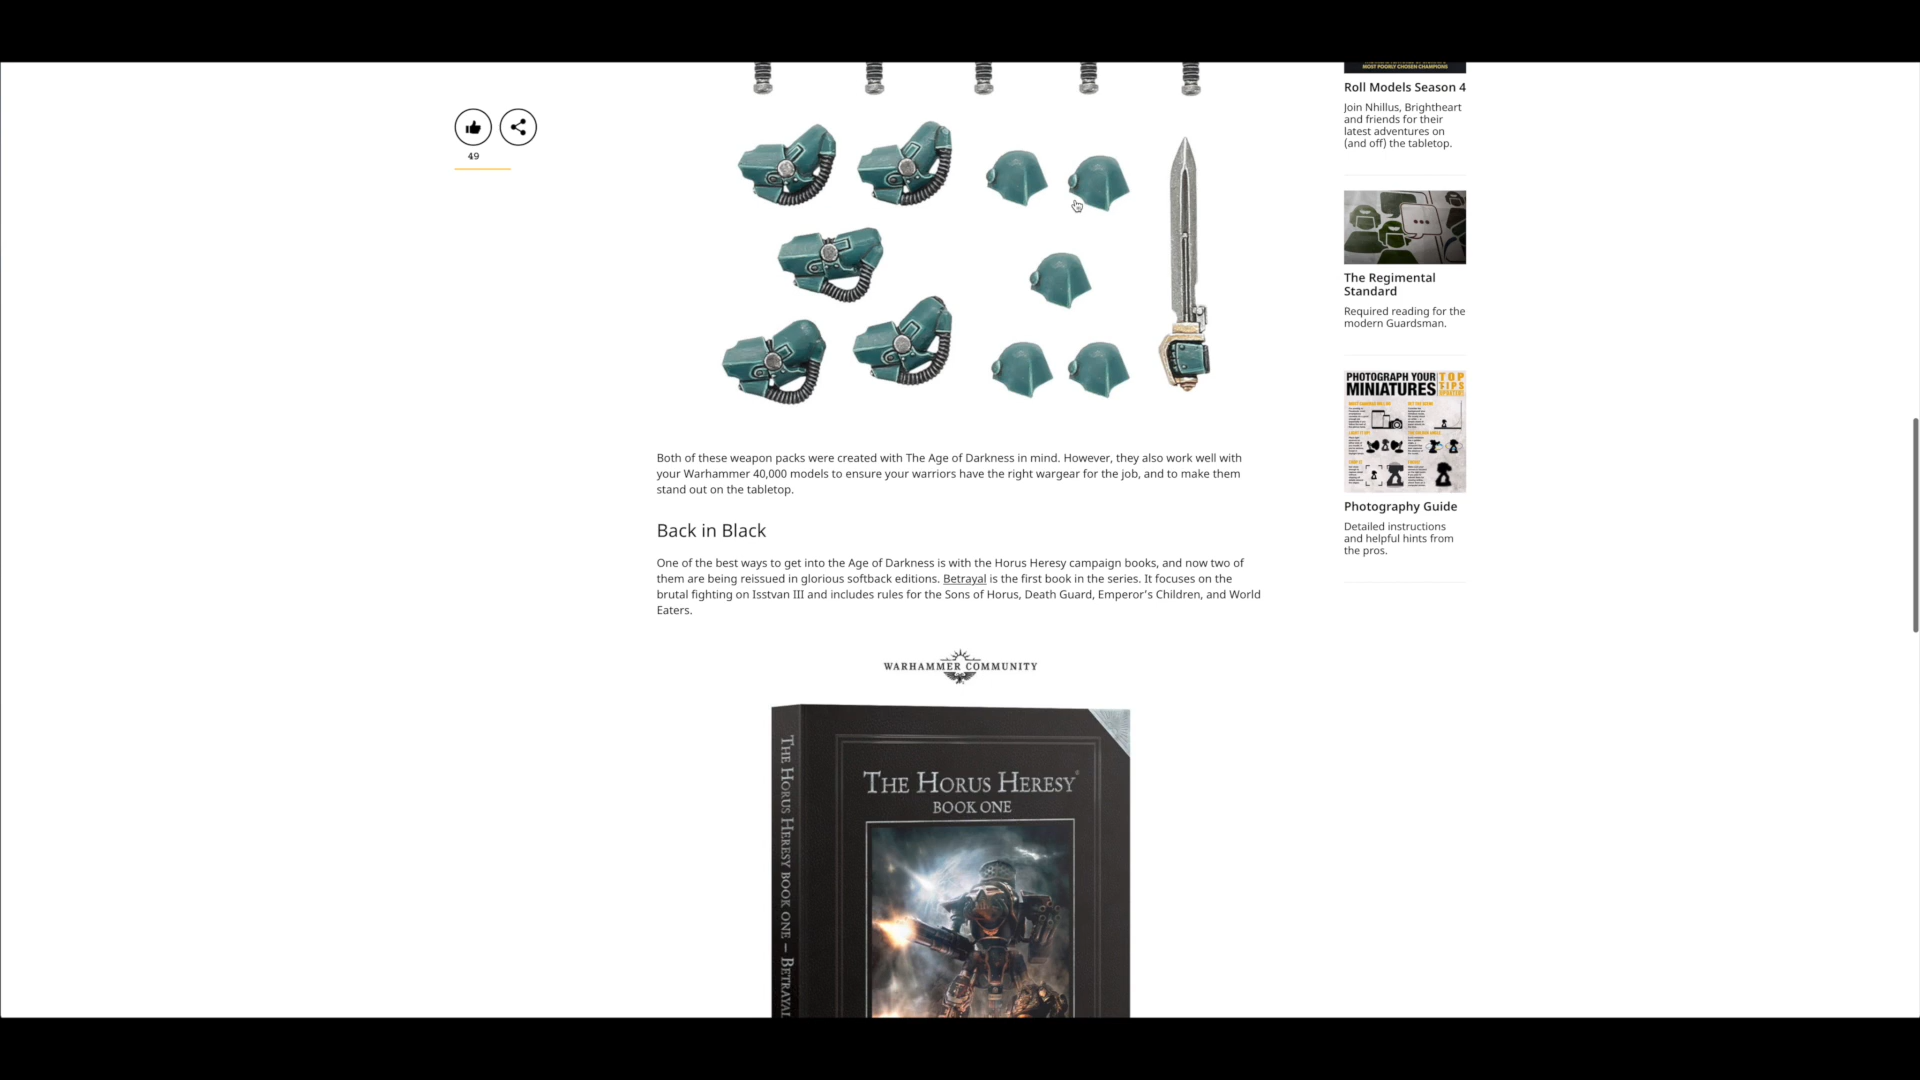 MOST POORLY CHOSEN CHAMPIONS
Roll Models Season 4
Join Nhillus, Brightheart
and friends for their
latest adventures on
(and off) the tabletop.
49
The Regimental
Standard
Required reading for the
modern Guardsman.
PHOTOGRAPH YOUR
MINIATURES
TOP
TIPS
Photography Guide
Detailed instructions
and helpful hints from
the pros.
Both of these weapon packs were created with The Age of Darkness in mind. However, they also work well with
your Warhammer 40,000 models to ensure your warriors have the right wargear for the job, and to make them
stand out on the tabletop.
Back in Black
One of the best ways to get into the Age of Darkness is with the Horus Heresy campaign books, and now two of
them are being reissued in glorious softback editions. Betrayal is the first book in the series. It focuses on the
brutal fighting on Isstvan III and includes rules for the Sons of Horus, Death Guard, Emperor's Children, and World
Eaters.
WARHAMMER COMMUNITY
THE HORUS HERESY BOOK ONE – BETRAYAL
THE HORUS HERESY®
BOOK ONE